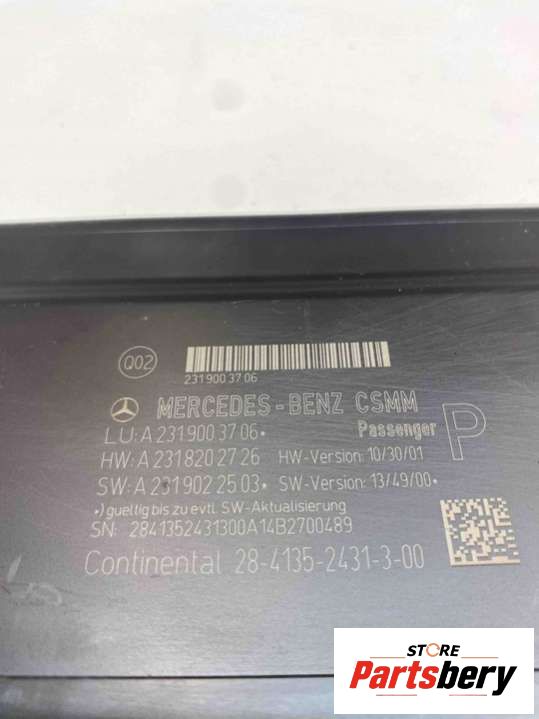 Q02
231 900 37 06
MERCEDES-BENZ CSMM
L U: A 231 900 37 06• Passenger P
HW: A 231 820 27 26 HW-Version: 10/30/01
SW: A 231 902 25 03• SW-Version: 13/49/00•
•) gueltig bis zu evtl. SW-Aktualisierung
SN: 2841352431300A14B2700489
Continental 28-4135-2431-3-00
STORE
Partsbery